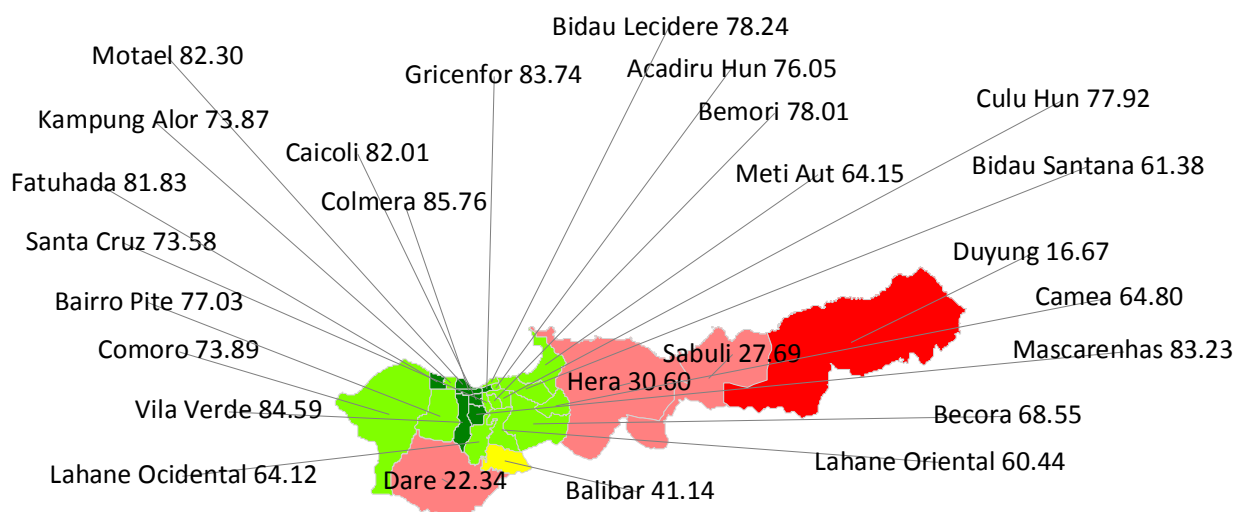 Bidau Lecidere 78.24
Motael 82.30
Gricenfor 83.74
Acadiru Hun 76.05
Culu Hun 77.92
Bemori 78.01
Kampung Alor 73.87
Caicoli 82.01
Meti Aut 64.15
Bidau Santana 61.38
Fatuhada 81.83
Colmera 85.76
Santa Cruz 73.58
Duyung 16.67
Bairro Pite 77.03
Camea 64.80
Comoro 73.89
Sabuli 27.69
Mascarenhas 83.23
Hera 30.60
Vila Verde 84.59
Becora 68.55
Lahane Oriental 60.44
Lahane Ocidental 64.12
Dare 22.34
Balibar 41.14